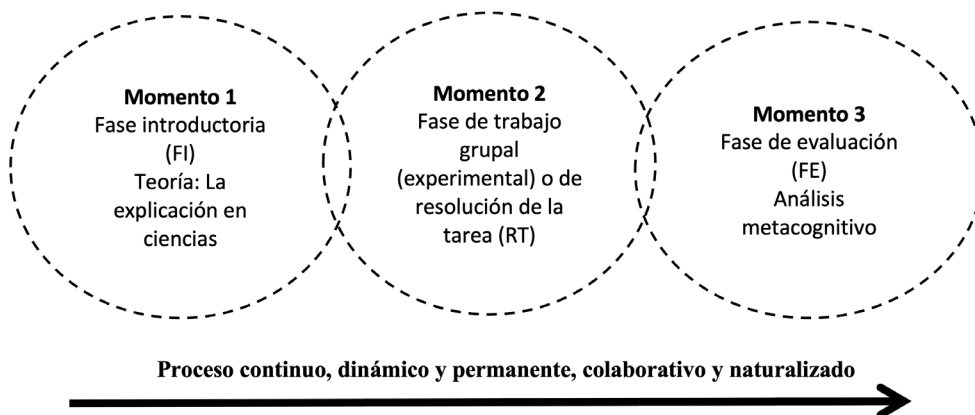 Momento 1
Fase introductoria
(FI)
Teoría: La
explicación en
ciencias
Momento 2
Fase de trabajo
grupal
(experimental) o de
resolución de la
tarea (RT)
Momento 3
Fase de evaluación
(FE)
Análisis
metacognitivo
Proceso continuo, dinámico y permanente, colaborativo y naturalizado